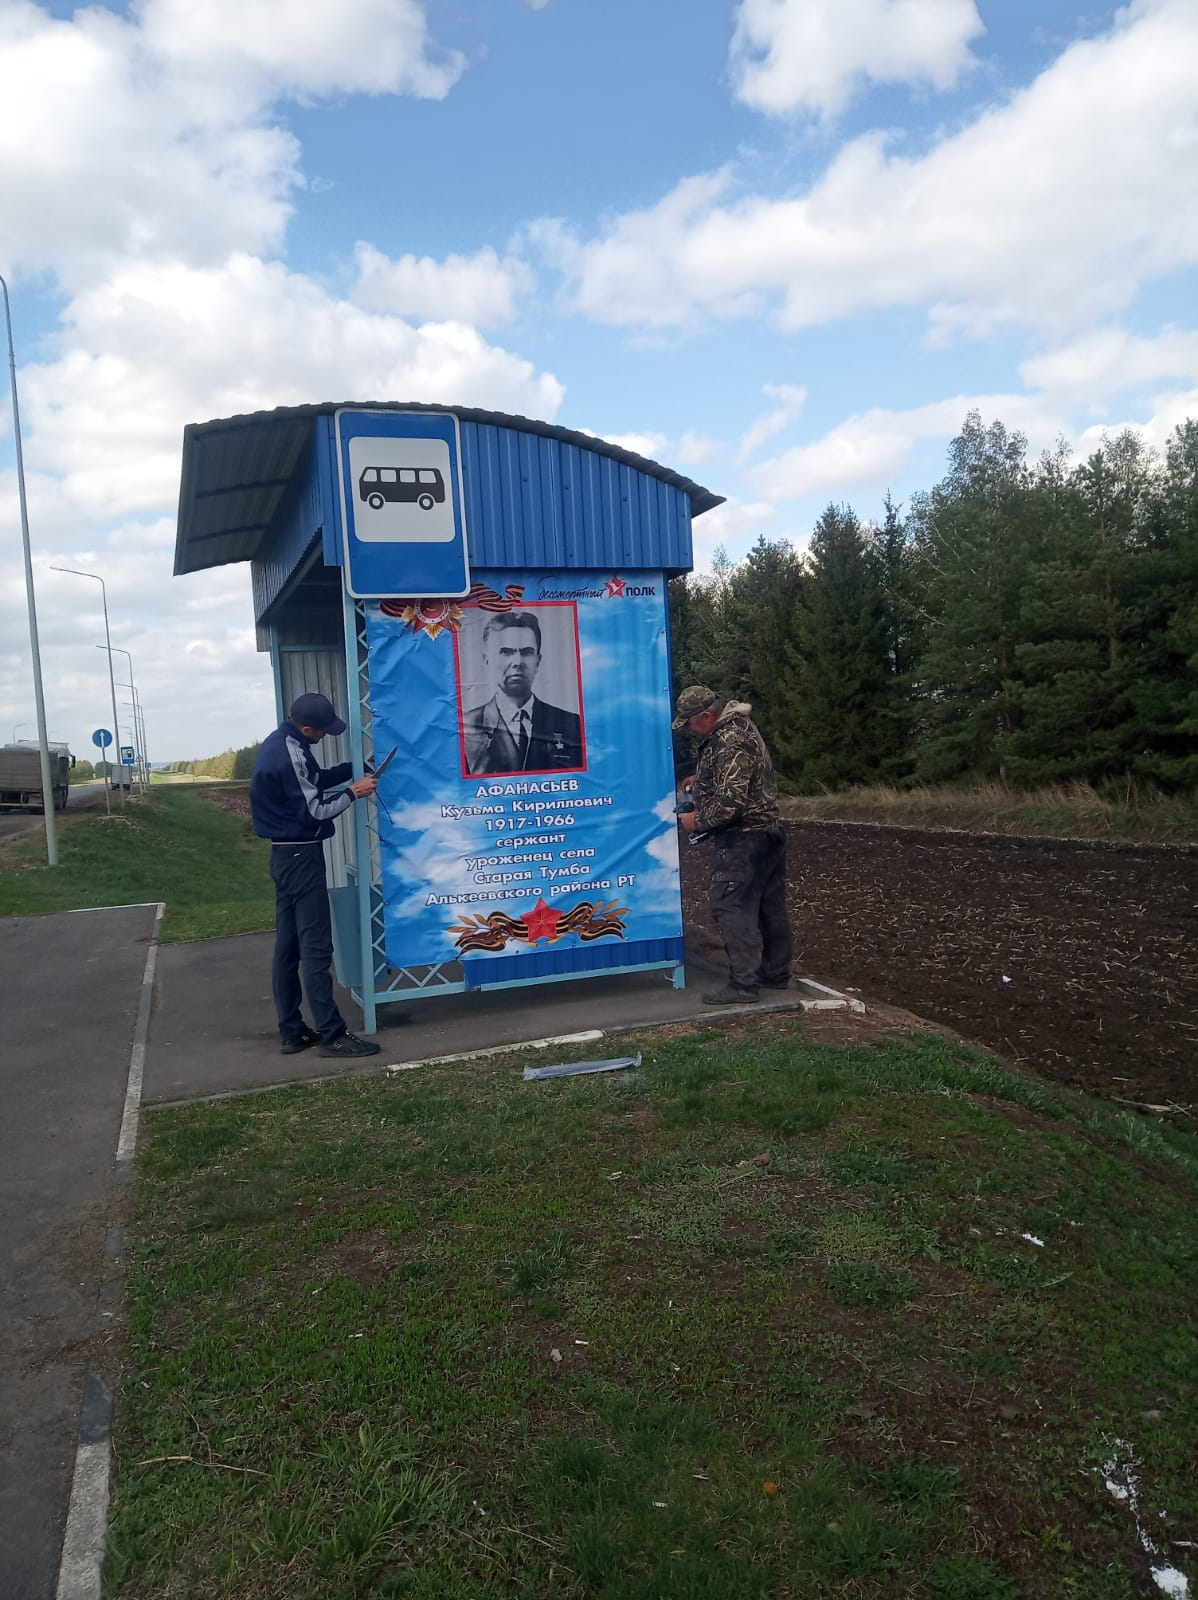 Бессмертный полк
АФАНАСЬЕВ
Кузьма Кириллович
1917-1966
сержант
уроженец села
Старая Тумба
Алькеевского района РТ